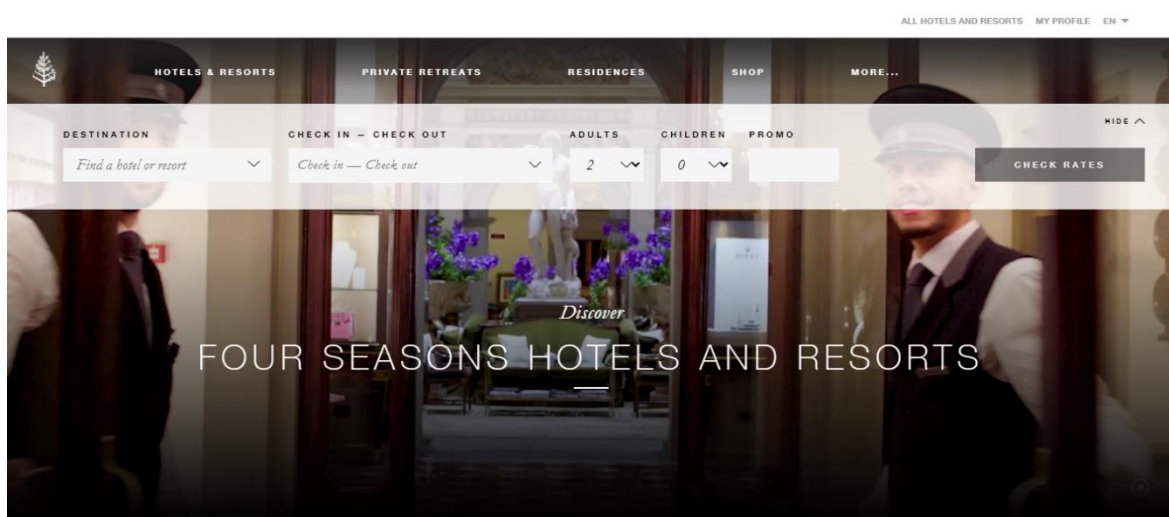 ALL HOTELS AND RESORTS MY PROFILE EN
HOTELS & RESORTS PRIVATE RETREATS RESIDENCES SHOP MORE...
HIDE
DESTINATION CHECK IN – CHECK OUT ADULTS CHILDREN PROMO
Find a hotel or resort Check in — Check out 2 0 CHECK RATES
Discover
FOUR SEASONS HOTELS AND RESORTS